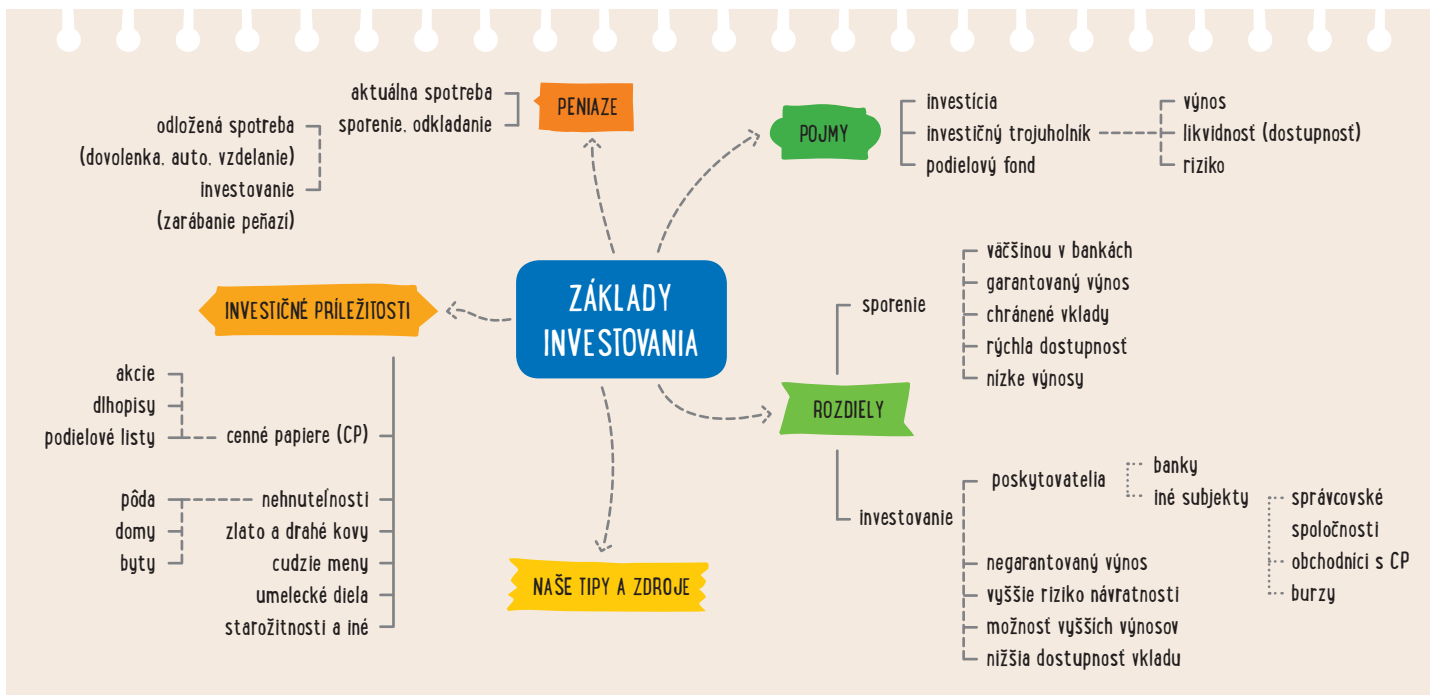 ZÁKLADY
INVESTOVANIA
PENIAZE
aktuálna spotreba
sporenie, odkladanie
odložená spotreba
(dovolenka, auto, vzdelanie)
investovanie
(zarábanie peňazí)
POJMY
investícia
investičný trojuholník
podielový fond
výnos
likvidnosť (dostupnosť)
riziko
INVESTIČNÉ PRÍLEŽITOSTI
cenné papiere (CP)
akcie
dlhopisy
podielové listy
nehnuteľnosti
pôda
domy
byty
zlato a drahé kovy
cudzie meny
umelecké diela
starožitnosti a iné
ROZDIELY
sporenie
väčšinou v bankách
garantovaný výnos
chránené vklady
rýchla dostupnosť
nízke výnosy
investovanie
poskytovatelia
banky
iné subjekty
správcovské
spoločnosti
obchodníci s CP
burzy
negarantovaný výnos
vyššie riziko návratnosti
možnosť vyšších výnosov
nižšia dostupnosť vkladu
NAŠE TIPY A ZDROJE